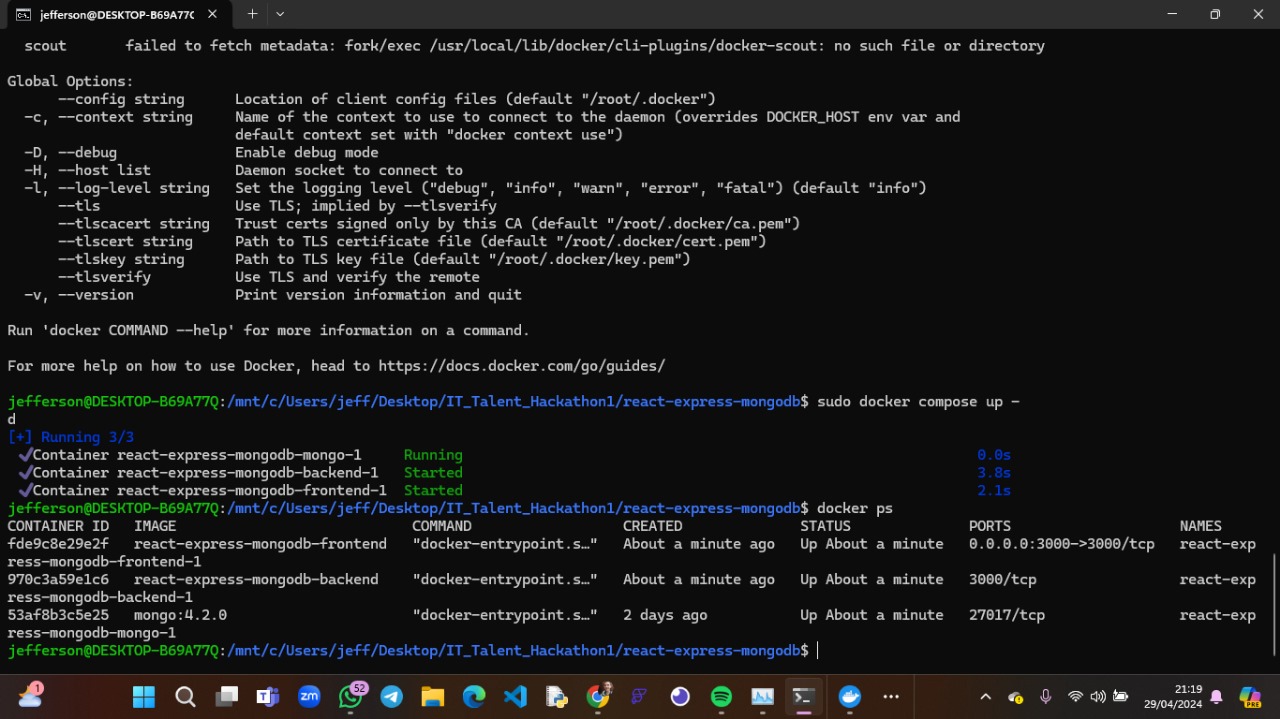 jefferson@DESKTOP-B69A77Q
scout       failed to fetch metadata: fork/exec /usr/local/lib/docker/cli-plugins/docker-scout: no such file or directory
Global Options:
      --config string      Location of client config files (default "/root/.docker")
  -c, --context string     Name of the context to use to connect to the daemon (overrides DOCKER_HOST env var and
                           default context set with "docker context use")
  -D, --debug              Enable debug mode
  -H, --host list          Daemon socket to connect to
  -l, --log-level string   Set the logging level ("debug", "info", "warn", "error", "fatal") (default "info")
      --tls                Use TLS; implied by --tlsverify
      --tlscacert string   Trust certs signed only by this CA (default "/root/.docker/ca.pem")
      --tlscert string     Path to TLS certificate file (default "/root/.docker/cert.pem")
      --tlskey string      Path to TLS key file (default "/root/.docker/key.pem")
      --tlsverify          Use TLS and verify the remote
  -v, --version            Print version information and quit
Run 'docker COMMAND --help' for more information on a command.
For more help on how to use Docker, head to https://docs.docker.com/go/guides/
jefferson@DESKTOP-B69A77Q:/mnt/c/Users/jeff/Desktop/IT_Talent_Hackathon1/react-express-mongodb$ sudo docker compose up -
d
[+] Running 3/3
 ✔Container react-express-mongodb-mongo-1     Running     0.0s
 ✔Container react-express-mongodb-backend-1   Started     3.8s
 ✔Container react-express-mongodb-frontend-1  Started     2.1s
jefferson@DESKTOP-B69A77Q:/mnt/c/Users/jeff/Desktop/IT_Talent_Hackathon1/react-express-mongodb$ docker ps
CONTAINER ID   IMAGE                            COMMAND                  CREATED              STATUS              PORTS                    NAMES
fde9c8e29e2f   react-express-mongodb-frontend   "docker-entrypoint.s…"   About a minute ago   Up About a minute   0.0.0.0:3000->3000/tcp   react-exp
ress-mongodb-frontend-1
970c3a59e1c6   react-express-mongodb-backend    "docker-entrypoint.s…"   About a minute ago   Up About a minute   3000/tcp                 react-exp
ress-mongodb-backend-1
53af8b3c5e25   mongo:4.2.0                      "docker-entrypoint.s…"   2 days ago           Up About a minute   27017/tcp                react-exp
ress-mongodb-mongo-1
jefferson@DESKTOP-B69A77Q:/mnt/c/Users/jeff/Desktop/IT_Talent_Hackathon1/react-express-mongodb$
1
zm
52
PRE
21:19
29/04/2024